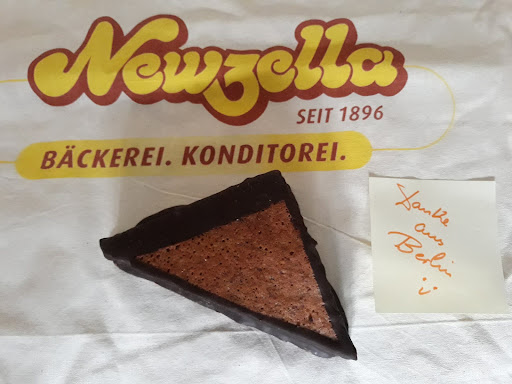 Newzella
SEIT 1896
BÄCKEREI. KONDITOREI.
Danke
aus
Berlin